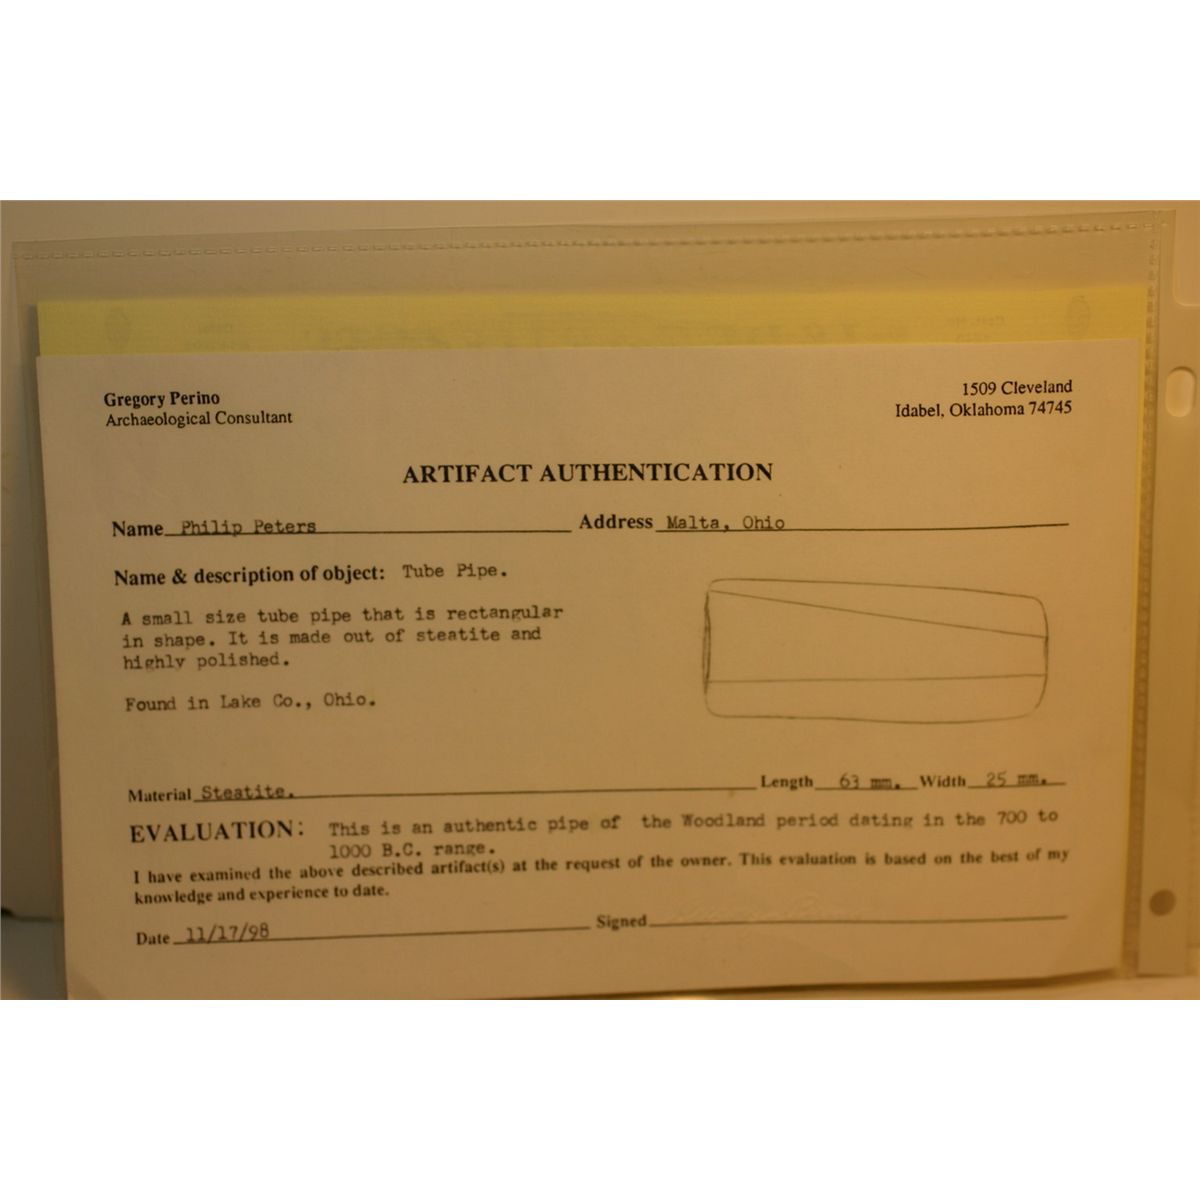 Gregory Perino
Archaeological Consultant
1509 Cleveland
Idabel, Oklahoma 74745
ARTIFACT AUTHENTICATION
Name Philip Peters Address Malta, Ohio
Name & description of object: Tube Pipe.
A small size tube pipe that is rectangular
in shape. It is made out of steatite and
highly polished.
Found in Lake Co., Ohio.
Material Steatite. Length 63 mm. Width 25 mm.
EVALUATION: This is an authentic pipe of the Woodland period dating in the 700 to
1000 B.C. range.
I have examined the above described artifact(s) at the request of the owner. This evaluation is based on the best of my
knowledge and experience to date.
Date 11/17/98 Signed